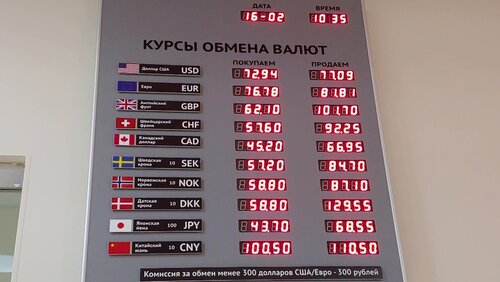 ДАТА ВРЕМЯ
16-02 10:35
КУРСЫ ОБМЕНА ВАЛЮТ
ПОКУПАЕМ ПРОДАЕМ
Доллар США USD 72.94 77.09
Евро EUR 76.78 81.81
Английский фунт GBP 62.10 101.70
Швейцарский франк CHF 57.60 92.25
Канадский доллар CAD 45.20 66.95
Шведская крона 10 SEK 57.20 84.70
Норвежская крона 10 NOK 58.80 87.10
Датская крона 10 DKK 58.80 129.55
Японская йена 100 JPY 43.70 68.55
Китайский юань 10 CNY 100.50 110.50
Комиссия за обмен менее 300 долларов США/Евро - 300 рублей